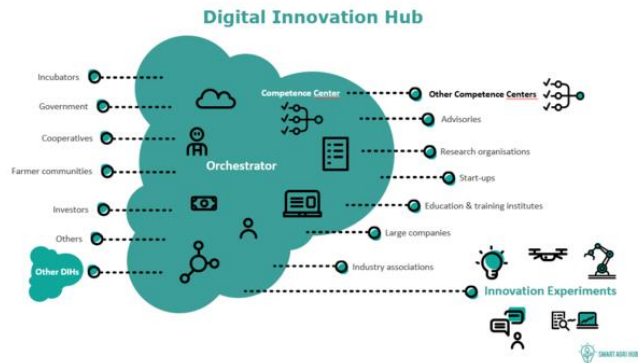 Digital Innovation Hub
Incubators
Government
Cooperatives
Farmer communities
Investors
Others
Other DIHs
Competence Center
Orchestrator
Other Competence Centers
Advisories
Research organisations
Start-ups
Education & training institutes
Large companies
Industry associations
Innovation Experiments
SMART AGRI HUB